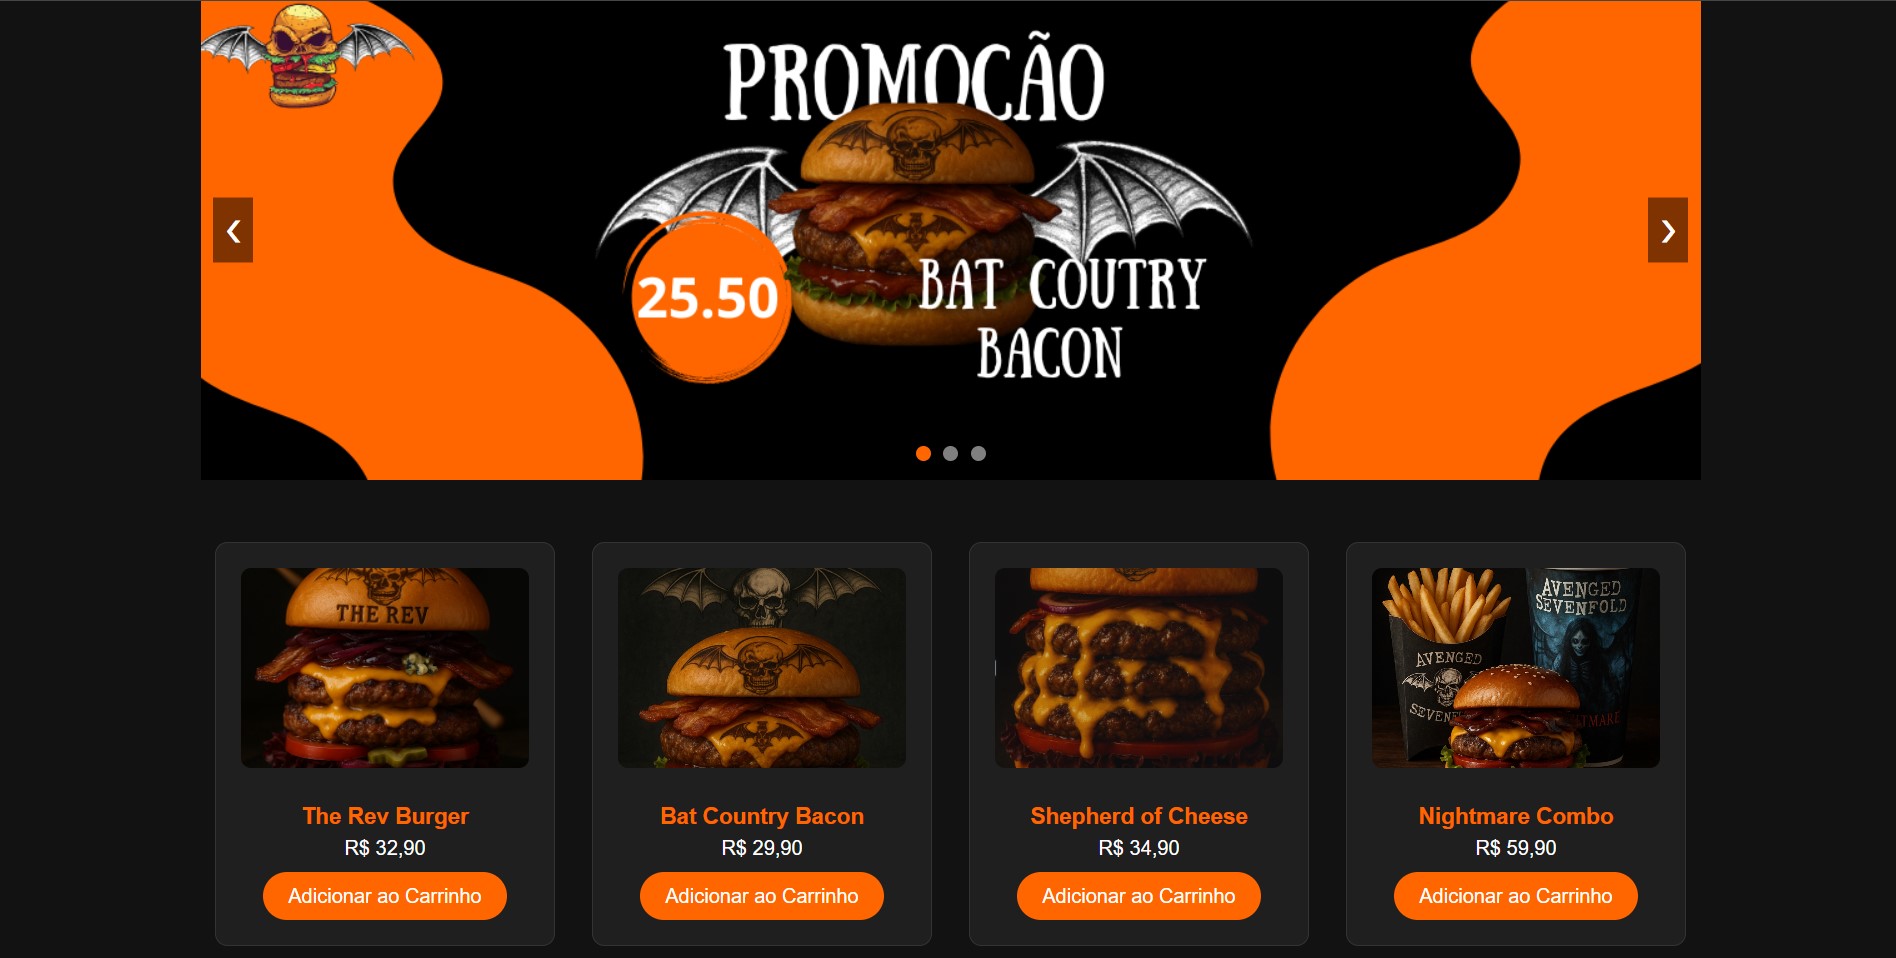 PROMOÇÃO
25.50
BAT COUTRY
BACON
THE REV
AVENGED
SEVENFOLD
AVENGED
The Rev Burger
R$ 32,90
Adicionar ao Carrinho
Bat Country Bacon
R$ 29,90
Adicionar ao Carrinho
Shepherd of Cheese
R$ 34,90
Adicionar ao Carrinho
Nightmare Combo
R$ 59,90
Adicionar ao Carrinho